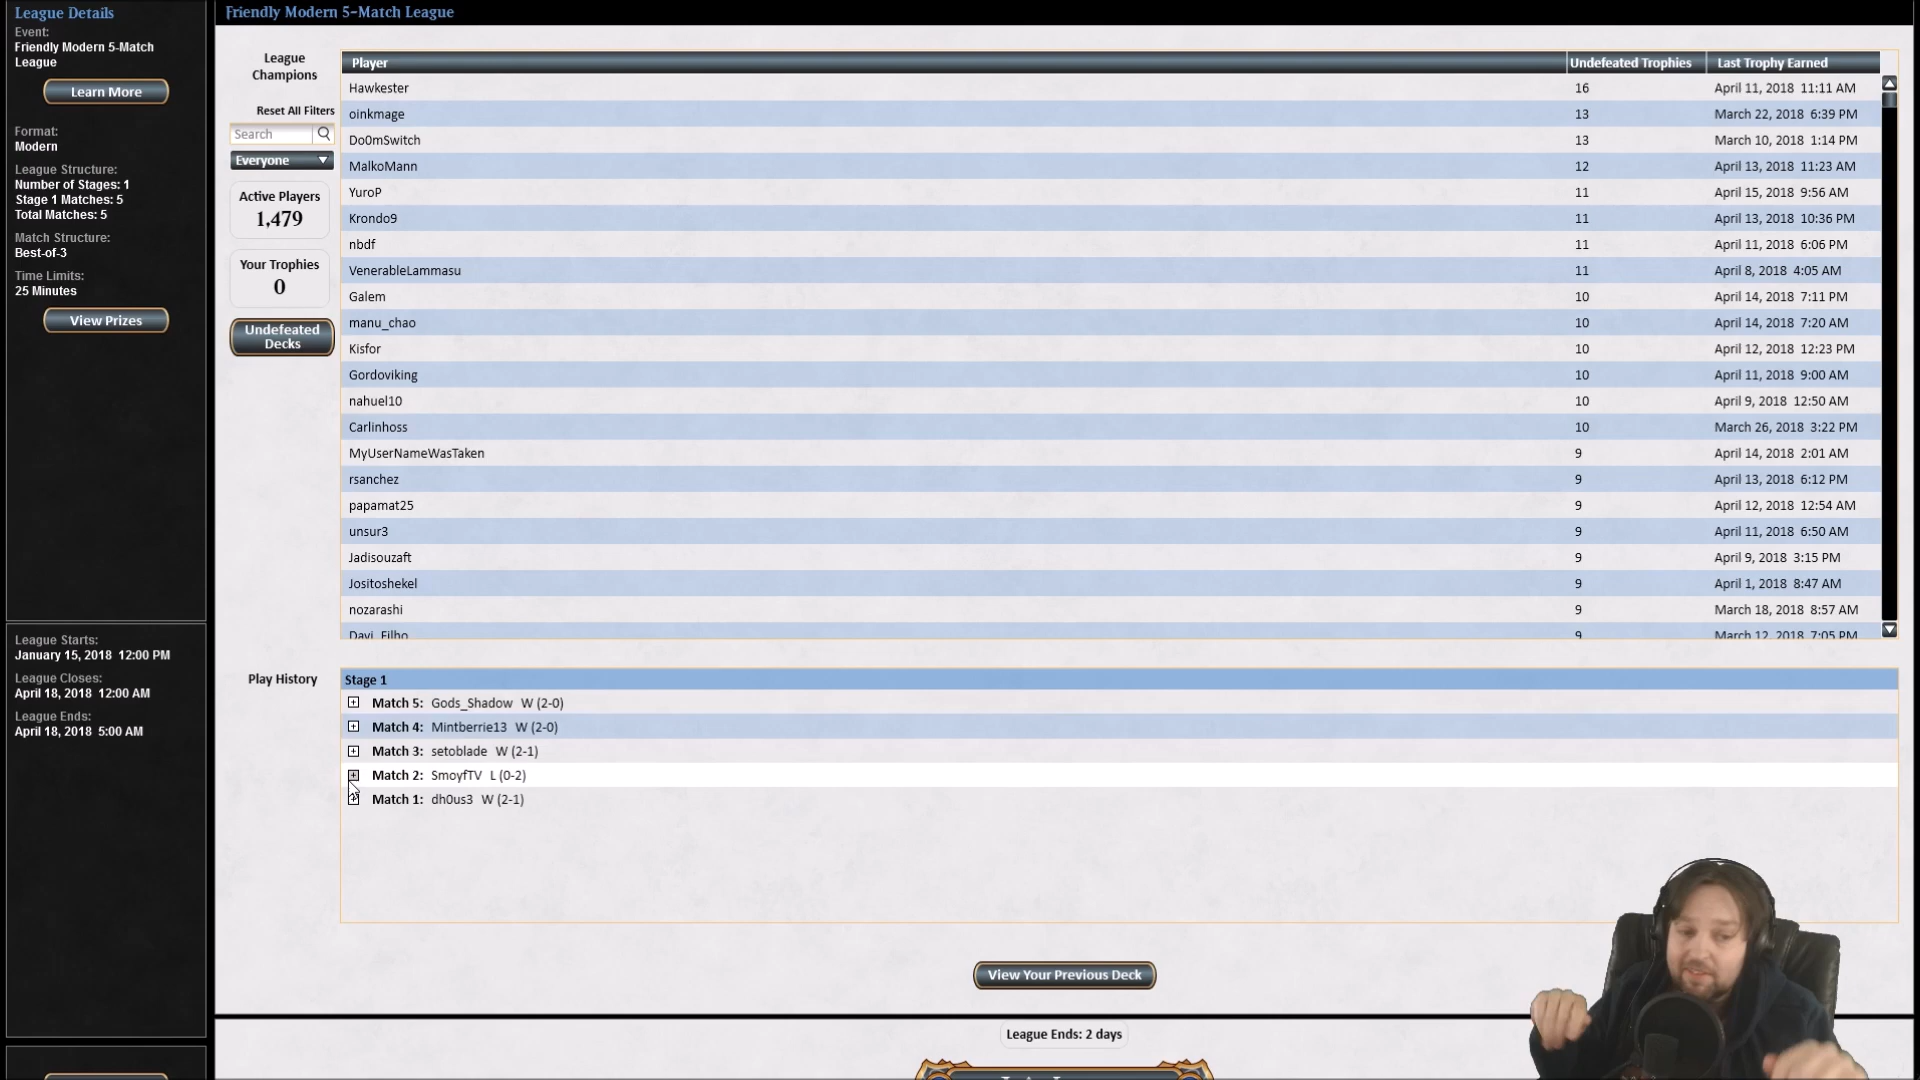 League Details
Event:
Friendly Modern 5-Match
League
Learn More
Format:
Modern
League Structure:
Number of Stages: 1
Stage 1 Matches: 5
Total Matches: 5
Match Structure:
Best-of-3
Time Limits:
25 Minutes
View Prizes
League Starts:
January 15, 2018 12:00 PM
League Closes:
April 18, 2018 12:00 AM
League Ends:
April 18, 2018 5:00 AM
Friendly Modern 5-Match League
League
Champions
Reset All Filters
Search
Everyone
Active Players
1,479
Your Trophies
0
Undefeated
Decks
Player Undefeated Trophies Last Trophy Earned
Hawkester 16 April 11, 2018 11:11 AM
oinkmage 13 March 22, 2018 6:39 PM
Do0mSwitch 13 March 10, 2018 1:14 PM
MalkoMann 12 April 13, 2018 11:23 AM
YuroP 11 April 15, 2018 9:56 AM
Krondo9 11 April 13, 2018 10:36 PM
nbdf 11 April 11, 2018 6:06 PM
VenerableLammasu 11 April 8, 2018 4:05 AM
Galem 10 April 14, 2018 7:11 PM
manu_chao 10 April 14, 2018 7:20 AM
Kisfor 10 April 12, 2018 12:23 PM
Gordoviking 10 April 11, 2018 9:00 AM
nahuel10 10 April 9, 2018 12:50 AM
Carlinhoss 10 March 26, 2018 3:22 PM
MyUserNameWasTaken 9 April 14, 2018 2:01 AM
rsanchez 9 April 13, 2018 6:12 PM
papamat25 9 April 12, 2018 12:54 AM
unsur3 9 April 11, 2018 6:50 AM
Jadisouzaft 9 April 9, 2018 3:15 PM
Jositoshekel 9 April 1, 2018 8:47 AM
nozarashi 9 March 18, 2018 8:57 AM
Davi_Filho 9 March 12, 2018 7:05 PM
Play History
Stage 1
Match 5: Gods_Shadow W (2-0)
Match 4: Mintberrie13 W (2-0)
Match 3: setoblade W (2-1)
Match 2: SmoyfTV L (0-2)
Match 1: dh0us3 W (2-1)
View Your Previous Deck
League Ends: 2 days